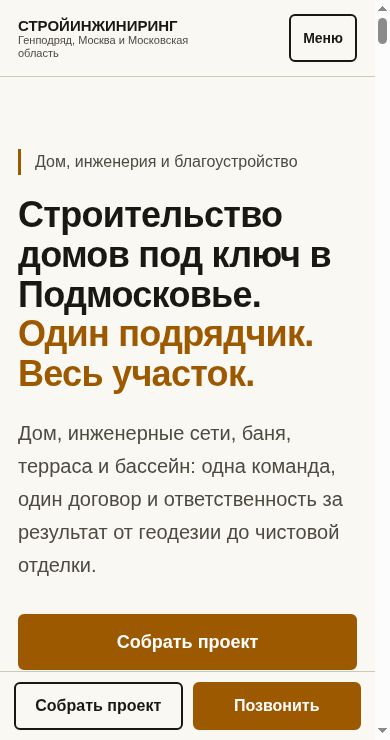 СТРОЙИНЖИНИРИНГ
Генподряд, Москва и Московская
область
Меню
Дом, инженерия и благоустройство
Строительство
домов под ключ в
Подмосковье.
Один подрядчик.
Весь участок.
Дом, инженерные сети, баня,
терраса и бассейн: одна команда,
один договор и ответственность за
результат от геодезии до чистовой
отделки.
Собрать проект
Собрать проект
Позвонить